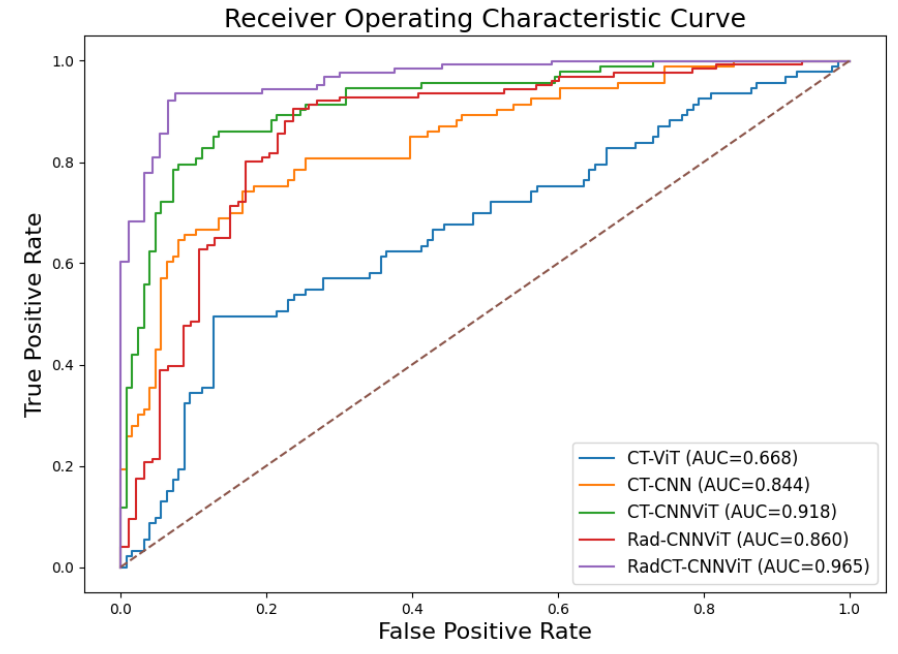 Receiver Operating Characteristic Curve
True Positive Rate
1.0
0.8
0.6
0.4
0.2
0.0
CT-ViT (AUC=0.668)
CT-CNN (AUC=0.844)
CT-CNNViT (AUC=0.918)
Rad-CNNViT (AUC=0.860)
RadCT-CNNViT (AUC=0.965)
0.0 0.2 0.4 0.6 0.8 1.0
False Positive Rate